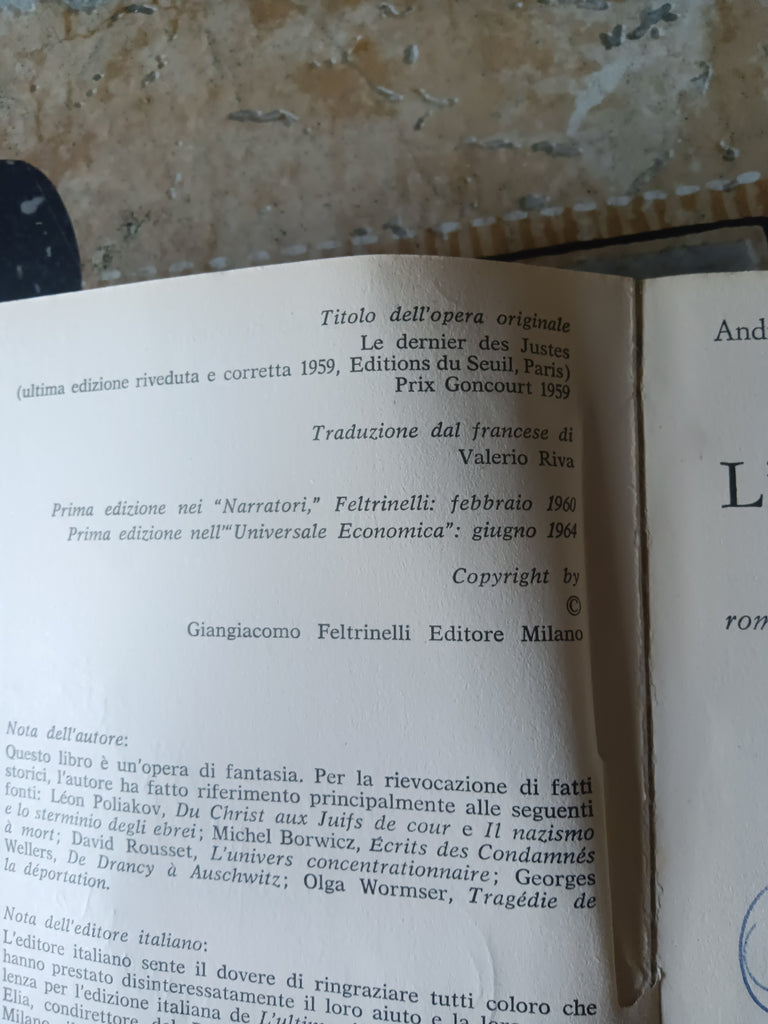 Titolo dell'opera originale
Le dernier des Justes
(ultima edizione riveduta e corretta 1959, Editions du Seuil, Paris)
Prix Goncourt 1959
Traduzione dal francese di
Valerio Riva
Prima edizione nei “Narratori,” Feltrinelli: febbraio 1960
Prima edizione nell'“Universale Economica”: giugno 1964
Copyright by
©
Giangiacomo Feltrinelli Editore Milano
Nota dell'autore:
Questo libro è un'opera di fantasia. Per la rievocazione di fatti
storici, l'autore ha fatto riferimento principalmente alle seguenti
fonti: Léon Poliakov, Du Christ aux Juifs de cour e Il nazismo
e lo sterminio degli ebrei; Michel Borwicz, Écrits des Condamnés
à mort; David Rousset, L'univers concentrationnaire; Georges
Wellers, De Drancy à Auschwitz; Olga Wormser, Tragédie de
la déportation.
Nota dell'editore italiano:
L'editore italiano sente il dovere di ringraziare tutti coloro che
hanno prestato disinteressatamente il loro aiuto e la
lenza per l'edizione italiana de
Elia, condirettore
Milano
And
L'
rom